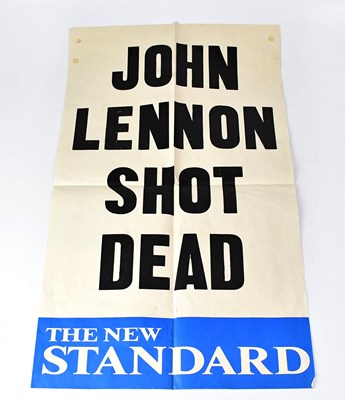 JOHN
LENNON
SHOT
DEAD
THE NEW
STANDARD